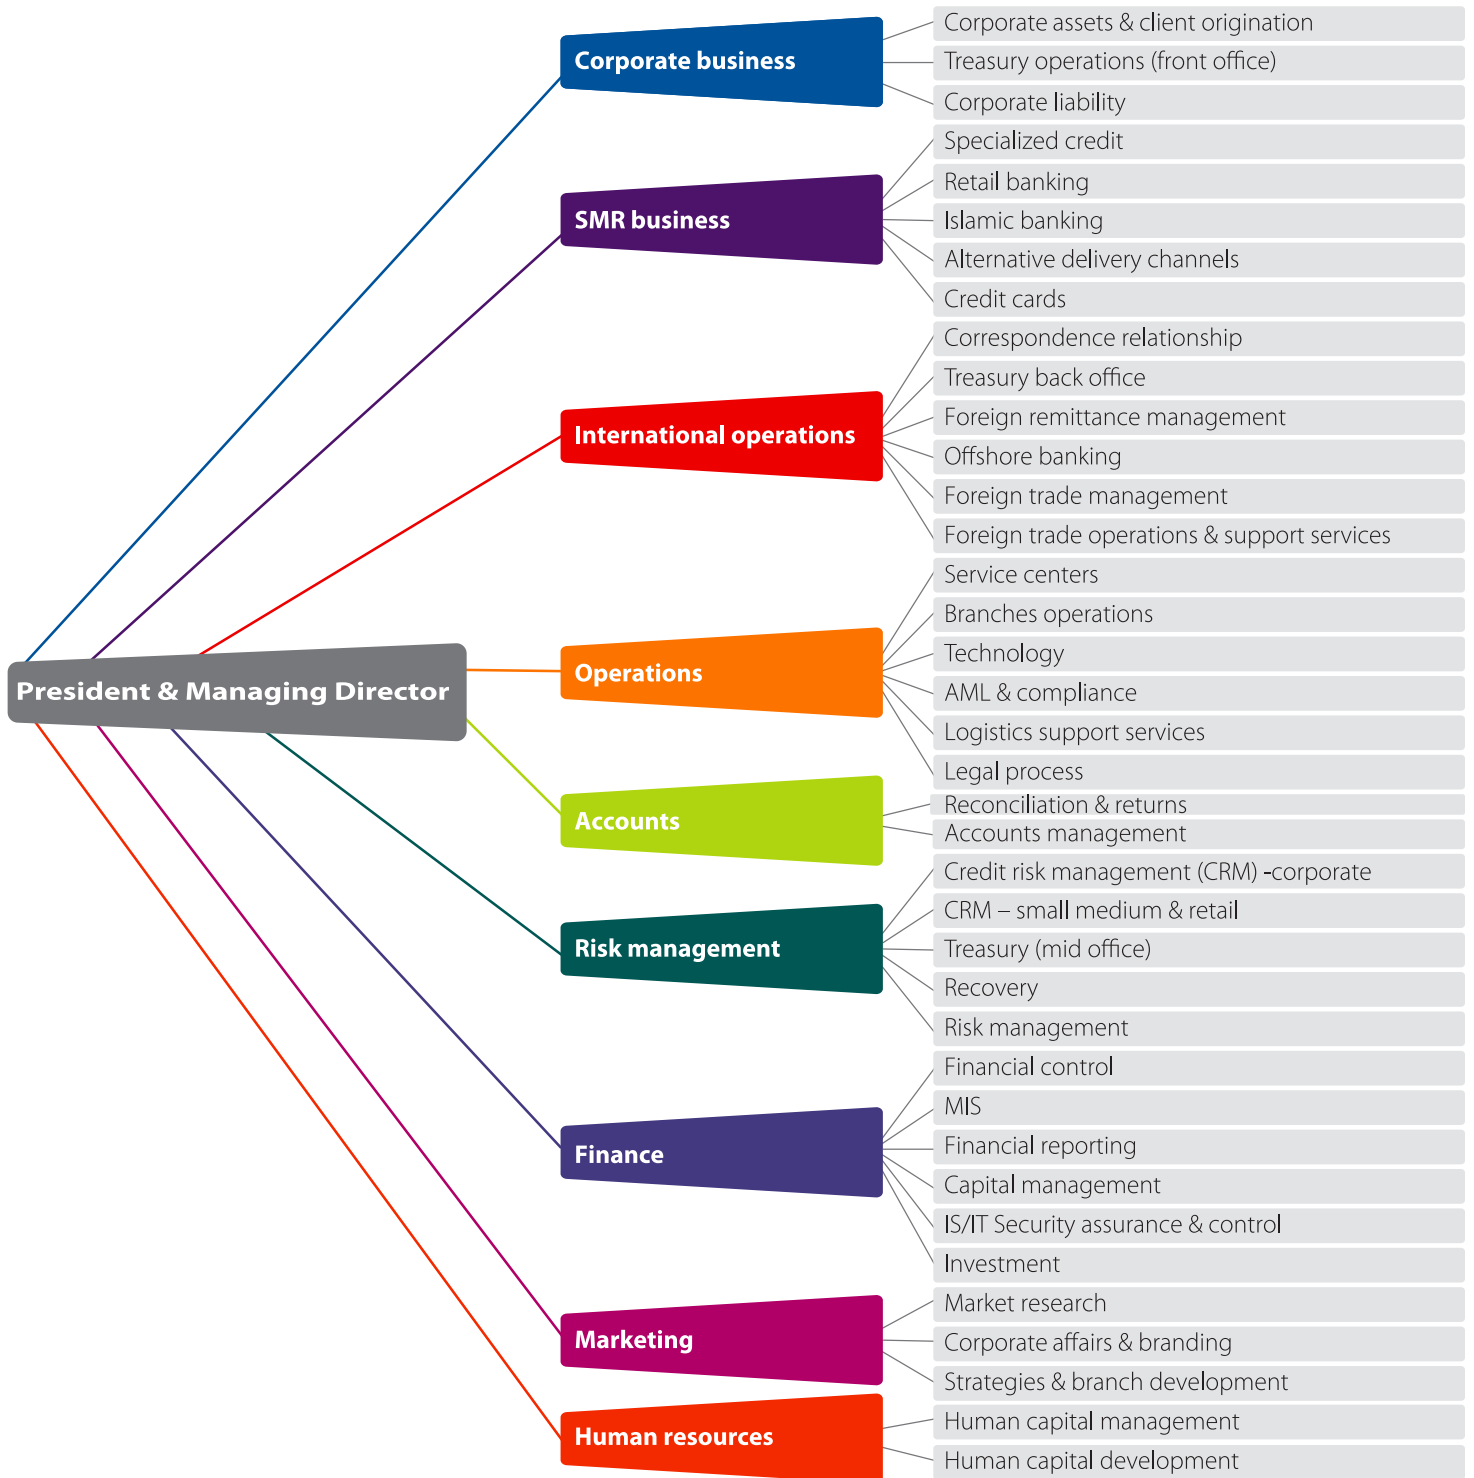 President & Managing Director
Corporate business
Corporate assets & client origination
Treasury operations (front office)
Corporate liability
SMR business
Specialized credit
Retail banking
Islamic banking
Alternative delivery channels
Credit cards
International operations
Correspondence relationship
Treasury back office
Foreign remittance management
Offshore banking
Foreign trade management
Foreign trade operations & support services
Operations
Service centers
Branches operations
Technology
AML & compliance
Logistics support services
Legal process
Accounts
Reconciliation & returns
Accounts management
Risk management
Credit risk management (CRM) -corporate
CRM – small medium & retail
Treasury (mid office)
Recovery
Risk management
Finance
Financial control
MIS
Financial reporting
Capital management
IS/IT Security assurance & control
Investment
Marketing
Market research
Corporate affairs & branding
Strategies & branch development
Human resources
Human capital management
Human capital development